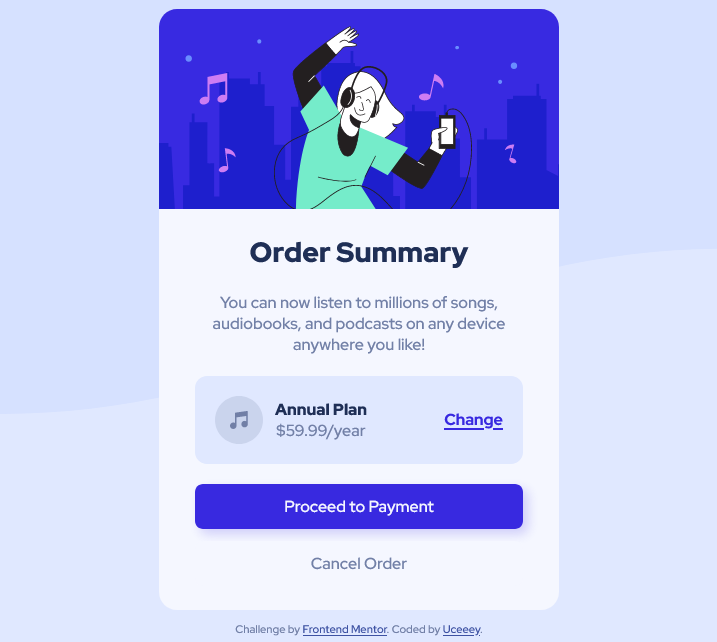 Order Summary
You can now listen to millions of songs,
audiobooks, and podcasts on any device
anywhere you like!
Annual Plan
$59.99/year
Change
Proceed to Payment
Cancel Order
Challenge by Frontend Mentor. Coded by Uceeey.